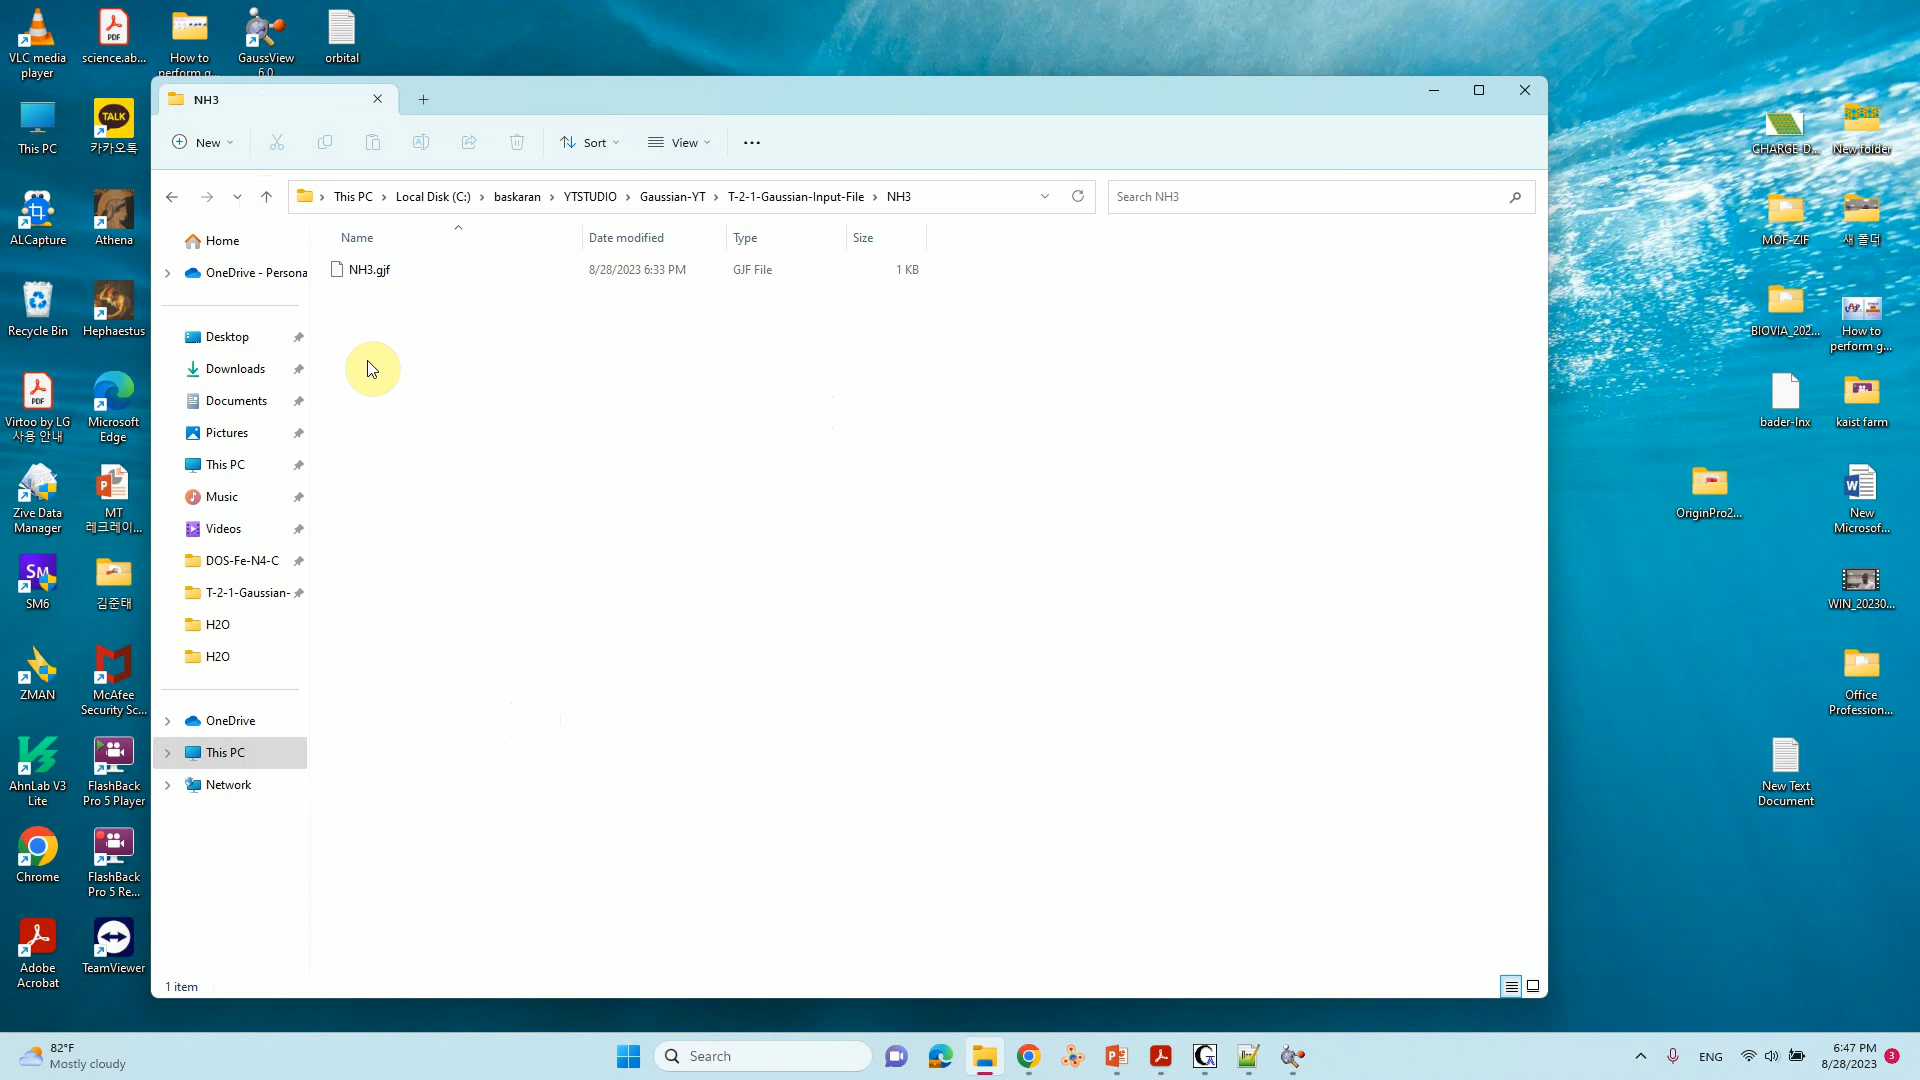 VLC media
player
science.ab...
How to
perform g...
GaussView
6.0
orbital
This PC
TALK
카카오톡
ALCapture
Athena
Recycle Bin
Hephaestus
Virtoo by LG
사용 안내
Microsoft
Edge
Zive Data
Manager
MT
레크레이...
SM
SM6
김준태
ZMAN
McAfee
Security Sc...
AhnLab V3
Lite
FlashBack
Pro 5 Player
Chrome
FlashBack
Pro 5 Re...
Adobe
Acrobat
TeamViewer
NH3
New
Sort
View
This PC
Local Disk (C:)
baskaran
YTSTUDIO
Gaussian-YT
T-2-1-Gaussian-Input-File
NH3
Search NH3
Home
OneDrive - Persona
Desktop
Downloads
Documents
Pictures
This PC
Music
Videos
DOS-Fe-N4-C
T-2-1-Gaussian-
H2O
H2O
OneDrive
This PC
Network
Name
Date modified
Type
Size
NH3.gjf
8/28/2023 6:33 PM
GJF File
1 KB
1 item
CHARGE-D...
New folder
MOF-ZIF
새 폴더
BIOVIA_202...
How to
perform g...
bader-lnx
kaist farm
OriginPro2...
New
Microsof...
WIN_20230...
Office
Profession...
New Text
Document
82°F
Mostly cloudy
Search
ENG
6:47 PM
8/28/2023
3